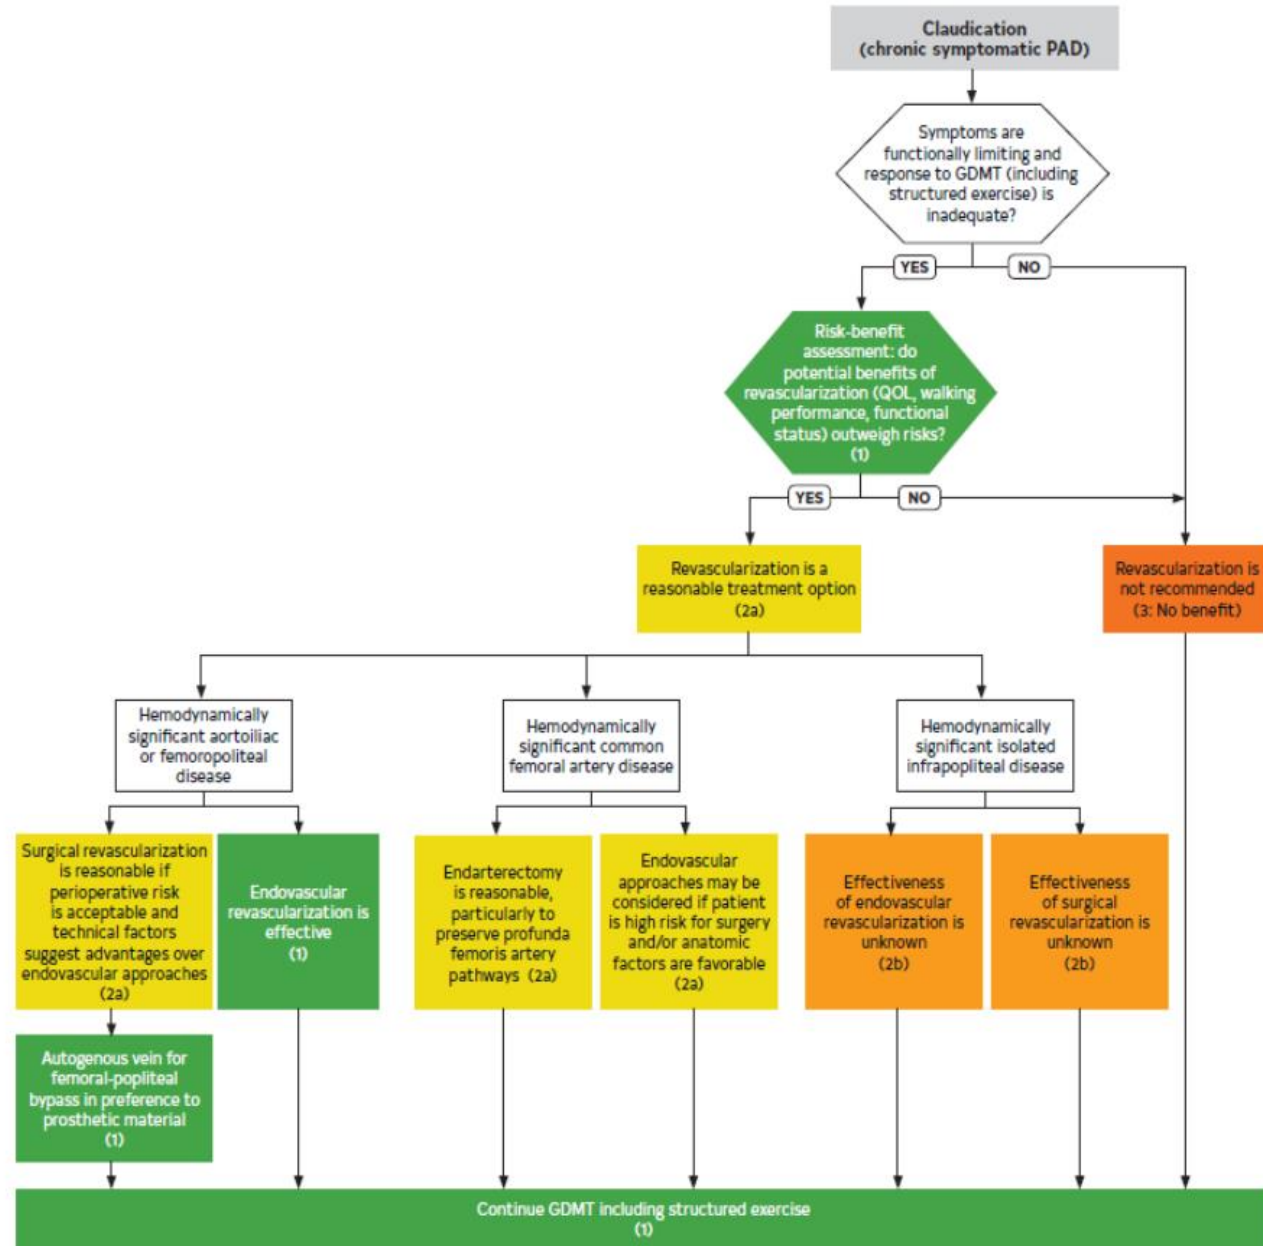 Claudication
(chronic symptomatic PAD)
Symptoms are
functionally limiting and
response to GDMT (including
structured exercise) is
inadequate?
YES
NO
Risk-benefit
assessment: do
potential benefits of
revascularization (QOL, walking
performance, functional
status) outweigh risks?
(1)
YES
NO
Revascularization is a
reasonable treatment option
(2a)
Revascularization is
not recommended
(3: No benefit)
Hemodynamically
significant aortoiliac
or femoropoliteal
disease
Hemodynamically
significant common
femoral artery disease
Hemodynamically
significant isolated
infrapopliteal disease
Surgical revascularization
is reasonable if
perioperative risk
is acceptable and
technical factors
suggest advantages over
endovascular approaches
(2a)
Endovascular
revascularization is
effective
(1)
Endarterectomy
is reasonable,
particularly to
preserve profunda
femoris artery
pathways (2a)
Endovascular
approaches may be
considered if patient
is high risk for surgery
and/or anatomic
factors are favorable
(2a)
Effectiveness
of endovascular
revascularization is
unknown
(2b)
Effectiveness
of surgical
revascularization is
unknown
(2b)
Autogenous vein for
femoral-popliteal
bypass in preference to
prosthetic material
(1)
Continue GDMT including structured exercise
(1)